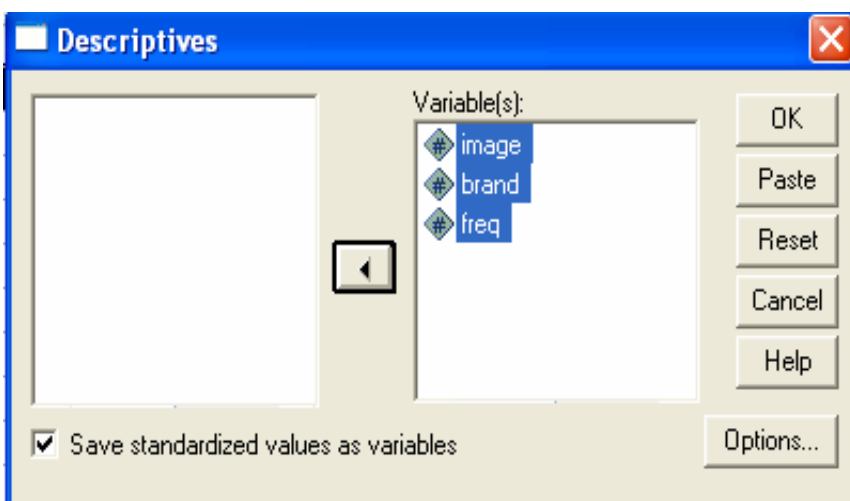 Descriptives
Variable(s):
# image
# brand
# freq
OK
Paste
Reset
Cancel
Help
Save standardized values as variables
Options...